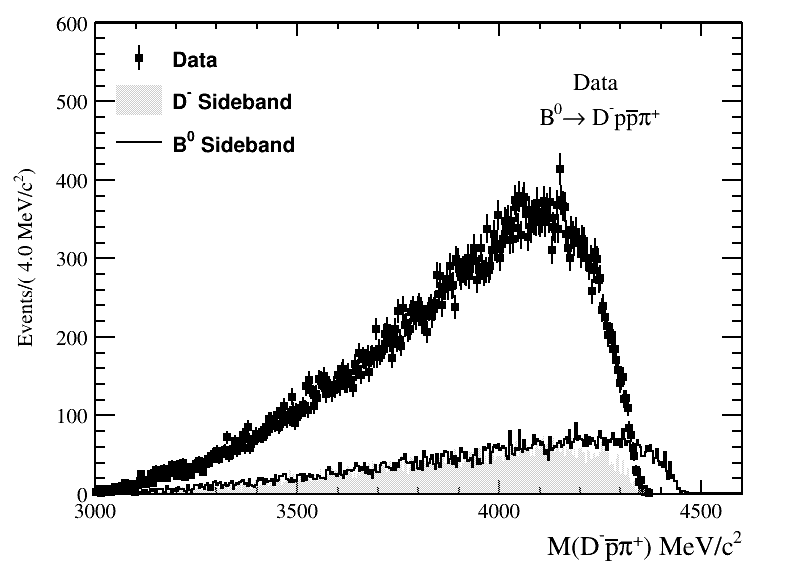 600
500
400
300
200
100
0
Events/( 4.0 MeV/c²)
Data
D⁻ Sideband
B⁰ Sideband
Data
B⁰→ D⁻pp̅π⁺
3000 3500 4000 4500
M(D⁻p̅π⁺) MeV/c²